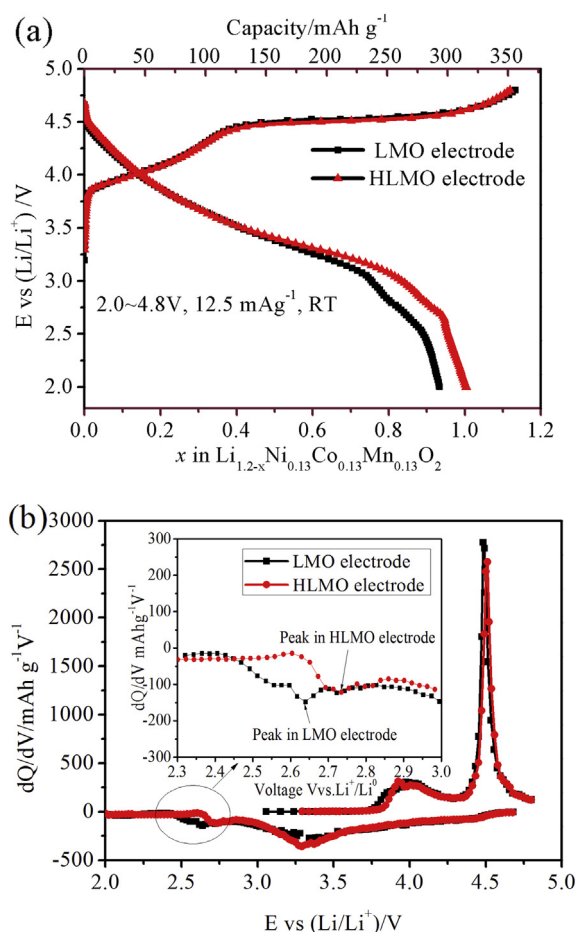 (a)
Capacity/mAh g-1
0 50 100 150 200 250 300 350
5.0
4.5
4.0
3.5
3.0
2.5
2.0
E vs (Li/Li+) /V
LMO electrode
HLMO electrode
2.0~4.8V, 12.5 mAg-1, RT
0.0 0.2 0.4 0.6 0.8 1.0 1.2
x in Li1.2-xNi0.13Co0.13Mn0.13O2
(b)
3000
2500
2000
1500
1000
500
0
-500
dQ/dV/mAh g-1V-1
300
200
100
0
-100
-200
-300
dQ/dV mAhg-1V-1
LMO electrode
HLMO electrode
Peak in HLMO electrode
Peak in LMO electrode
2.3 2.4 2.5 2.6 2.7 2.8 2.9 3.0
Voltage Vvs.Li+/Li0
2.0 2.5 3.0 3.5 4.0 4.5 5.0
E vs (Li/Li+)/V